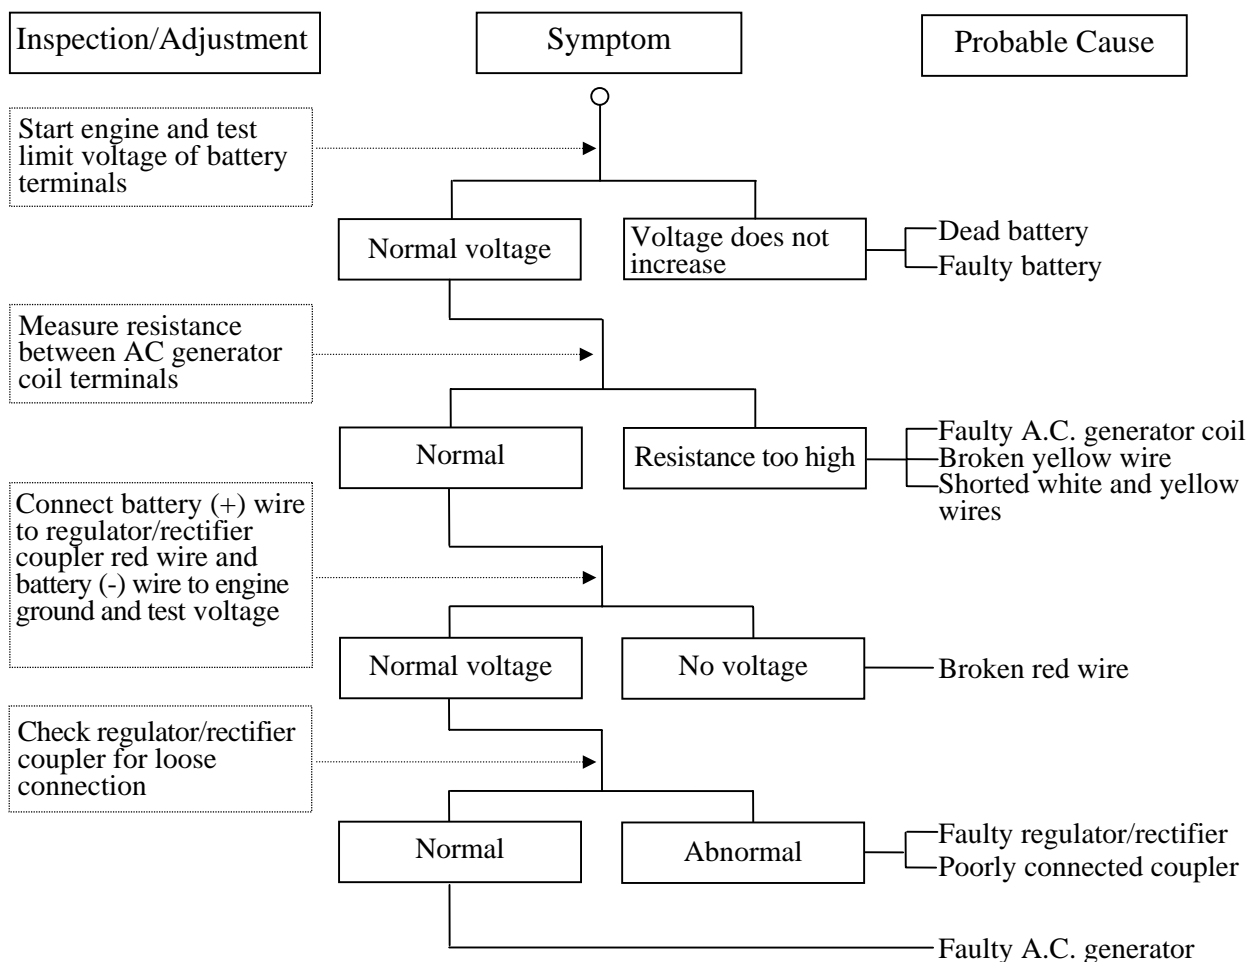 Inspection/Adjustment
Symptom
Probable Cause
Start engine and test
limit voltage of battery
terminals
Normal voltage
Voltage does not
increase
Dead battery
Faulty battery
Measure resistance
between AC generator
coil terminals
Normal
Resistance too high
Faulty A.C. generator coil
Broken yellow wire
Shorted white and yellow
wires
Connect battery (+) wire
to regulator/rectifier
coupler red wire and
battery (-) wire to engine
ground and test voltage
Normal voltage
No voltage
Broken red wire
Check regulator/rectifier
coupler for loose
connection
Normal
Abnormal
Faulty regulator/rectifier
Poorly connected coupler
Faulty A.C. generator